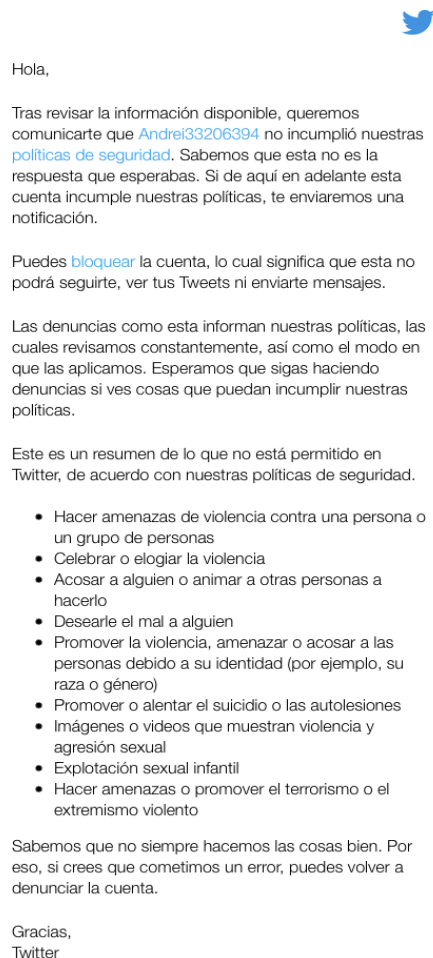 Hola,
Tras revisar la información disponible, queremos
comunicarte que Andrei33206394 no incumplió nuestras
políticas de seguridad. Sabemos que esta no es la
respuesta que esperabas. Si de aquí en adelante esta
cuenta incumple nuestras políticas, te enviaremos una
notificación.
Puedes bloquear la cuenta, lo cual significa que esta no
podrá seguirte, ver tus Tweets ni enviarte mensajes.
Las denuncias como esta informan nuestras políticas, las
cuales revisamos constantemente, así como el modo en
que las aplicamos. Esperamos que sigas haciendo
denuncias si ves cosas que puedan incumplir nuestras
políticas.
Este es un resumen de lo que no está permitido en
Twitter, de acuerdo con nuestras políticas de seguridad.
• Hacer amenazas de violencia contra una persona o
un grupo de personas
• Celebrar o elogiar la violencia
• Acosar a alguien o animar a otras personas a
hacerlo
• Desearle el mal a alguien
• Promover la violencia, amenazar o acosar a las
personas debido a su identidad (por ejemplo, su
raza o género)
• Promover o alentar el suicidio o las autolesiones
• Imágenes o videos que muestran violencia y
agresión sexual
• Explotación sexual infantil
• Hacer amenazas o promover el terrorismo o el
extremismo violento
Sabemos que no siempre hacemos las cosas bien. Por
eso, si crees que cometimos un error, puedes volver a
denunciar la cuenta.
Gracias,
Twitter